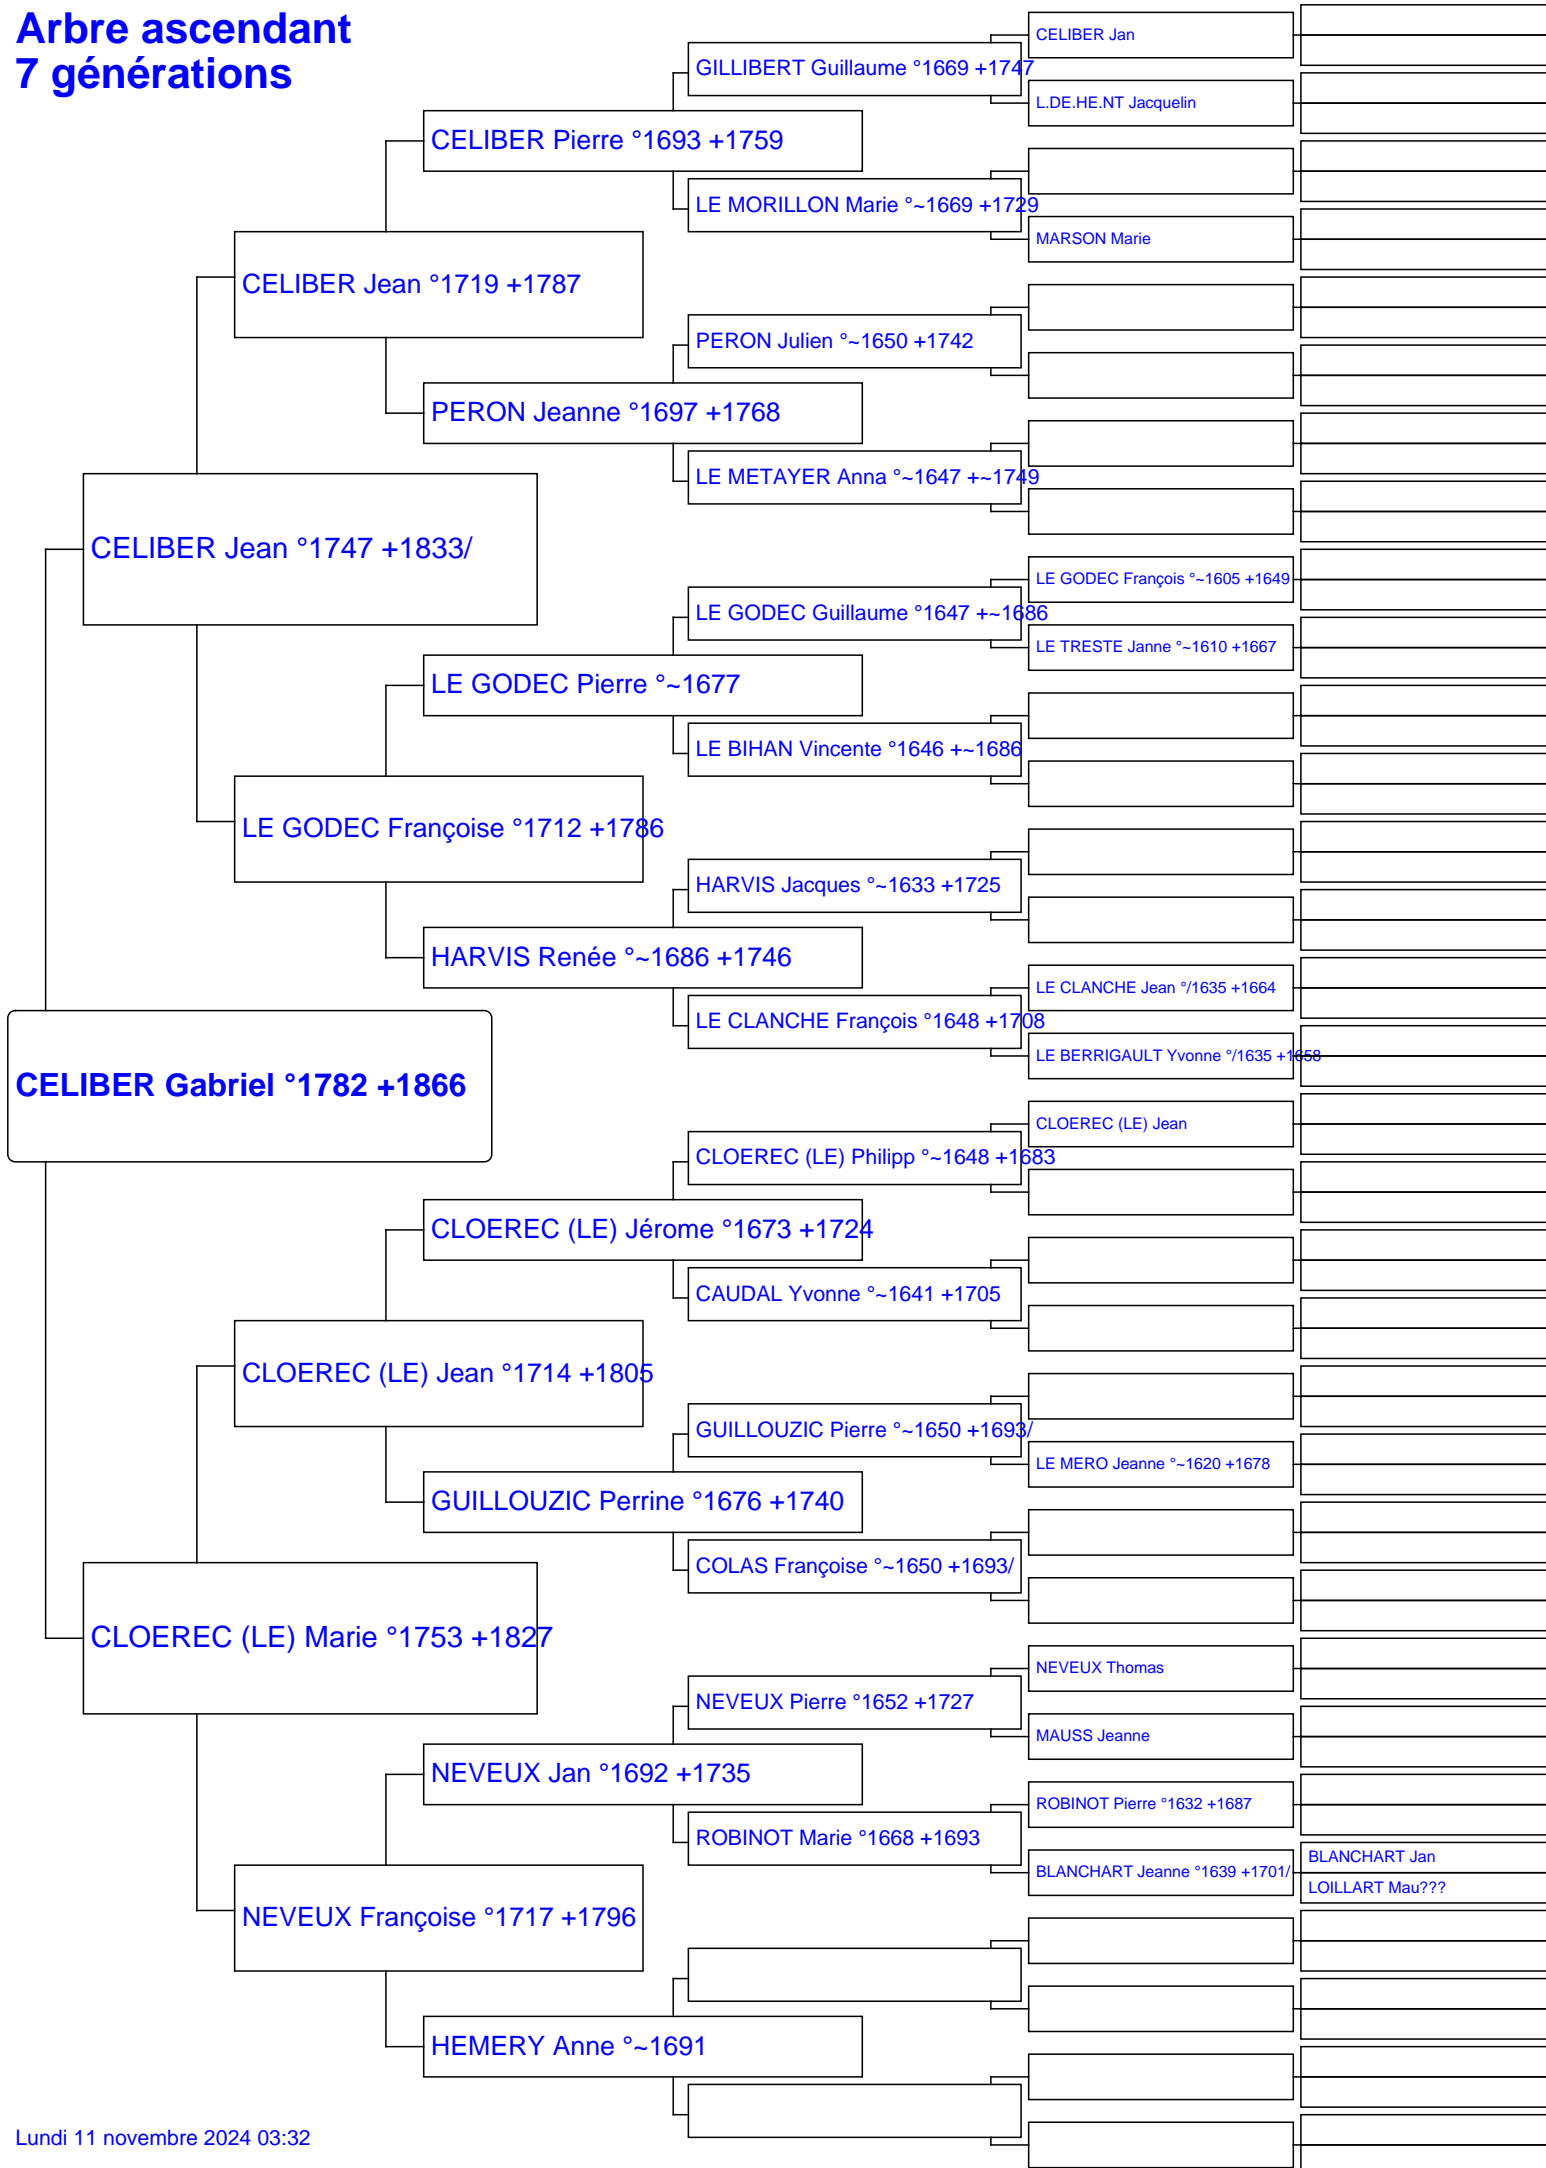 Arbre ascendant
7 générations
CELIBER Jan
GILLIBERT Guillaume °1669 +1747
L.DE.HE.NT Jacquelin
CELIBER Pierre °1693 +1759
LE MORILLON Marie °~1669 +1729
MARSON Marie
CELIBER Jean °1719 +1787
PERON Julien °~1650 +1742
PERON Jeanne °1697 +1768
LE METAYER Anna °~1647 +~1749
CELIBER Jean °1747 +1833/
LE GODEC François °~1605 +1649
LE GODEC Guillaume °1647 +~1686
LE TRESTE Janne °~1610 +1667
LE GODEC Pierre °~1677
LE BIHAN Vincente °1646 +~1686
LE GODEC Françoise °1712 +1786
HARVIS Jacques °~1633 +1725
HARVIS Renée °~1686 +1746
LE CLANCHE Jean °/1635 +1664
LE CLANCHE François °1648 +1708
LE BERRIGAULT Yvonne °/1635 +1658
CELIBER Gabriel °1782 +1866
CLOEREC (LE) Jean
CLOEREC (LE) Philipp °~1648 +1683
CLOEREC (LE) Jérome °1673 +1724
CAUDAL Yvonne °~1641 +1705
CLOEREC (LE) Jean °1714 +1805
GUILLOUZIC Pierre °~1650 +1693/
LE MERO Jeanne °~1620 +1678
GUILLOUZIC Perrine °1676 +1740
COLAS Françoise °~1650 +1693/
CLOEREC (LE) Marie °1753 +1827
NEVEUX Thomas
NEVEUX Pierre °1652 +1727
MAUSS Jeanne
NEVEUX Jan °1692 +1735
ROBINOT Pierre °1632 +1687
ROBINOT Marie °1668 +1693
BLANCHART Jan
BLANCHART Jeanne °1639 +1701/
LOILLART Mau???
NEVEUX Françoise °1717 +1796
HEMERY Anne °~1691
Lundi 11 novembre 2024 03:32